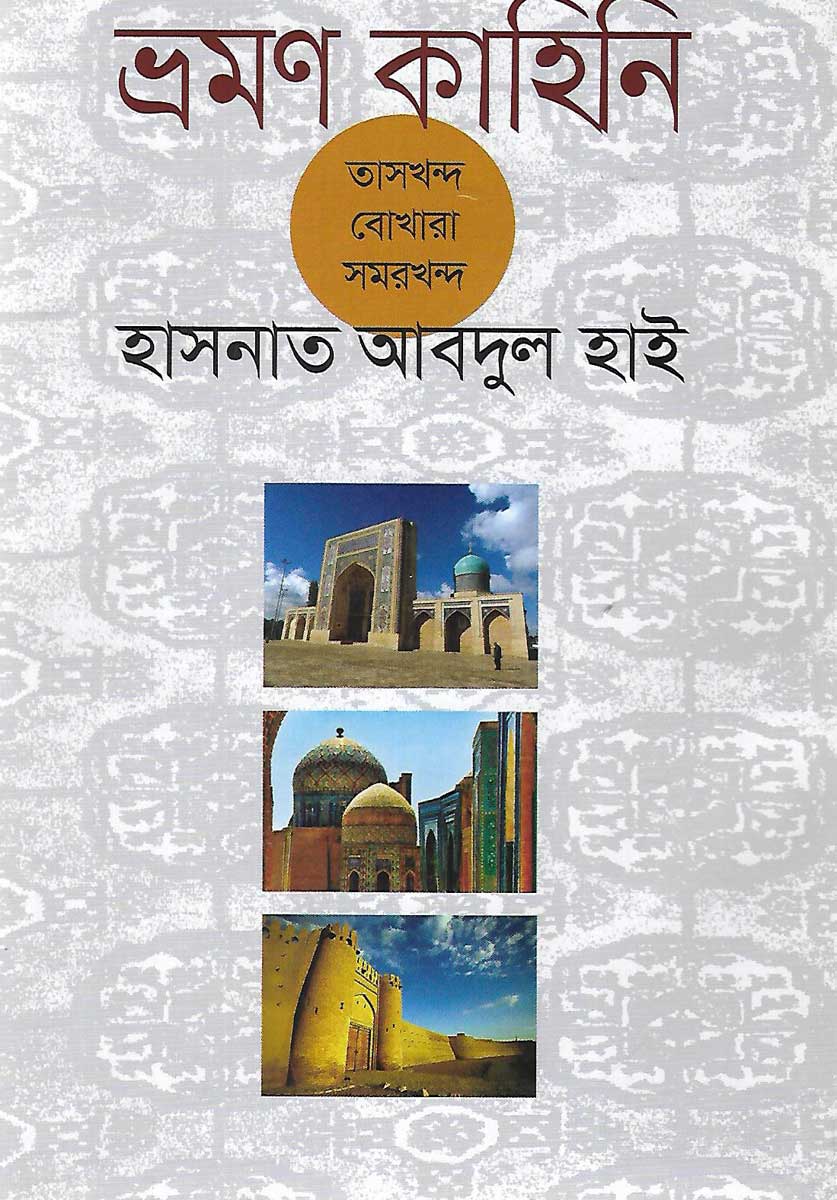 ভ্রমণ কাহিনি
তাসখন্দ
বোখারা
সমরখন্দ
হাসনাত আবদুল হাই